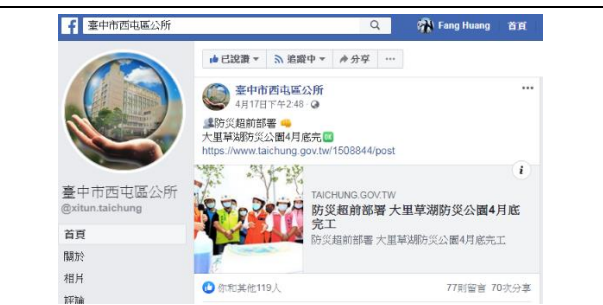 臺中市西屯區公所
Fang Huang 首頁
已說讚 追蹤中 分享
臺中市西屯區公所
4月17日下午2:48
防災超前部署
大里草湖防災公園4月底完
https://www.taichung.gov.tw/1508844/post
TAICHUNG.GOV.TW
防災超前部署 大里草湖防災公園4月底
完工
防災超前部署 大里草湖防災公園4月底完工
你和其他119人
77則留言 70次分享
臺中市西屯區公所
@xitun.taichung
首頁
關於
相片
評論